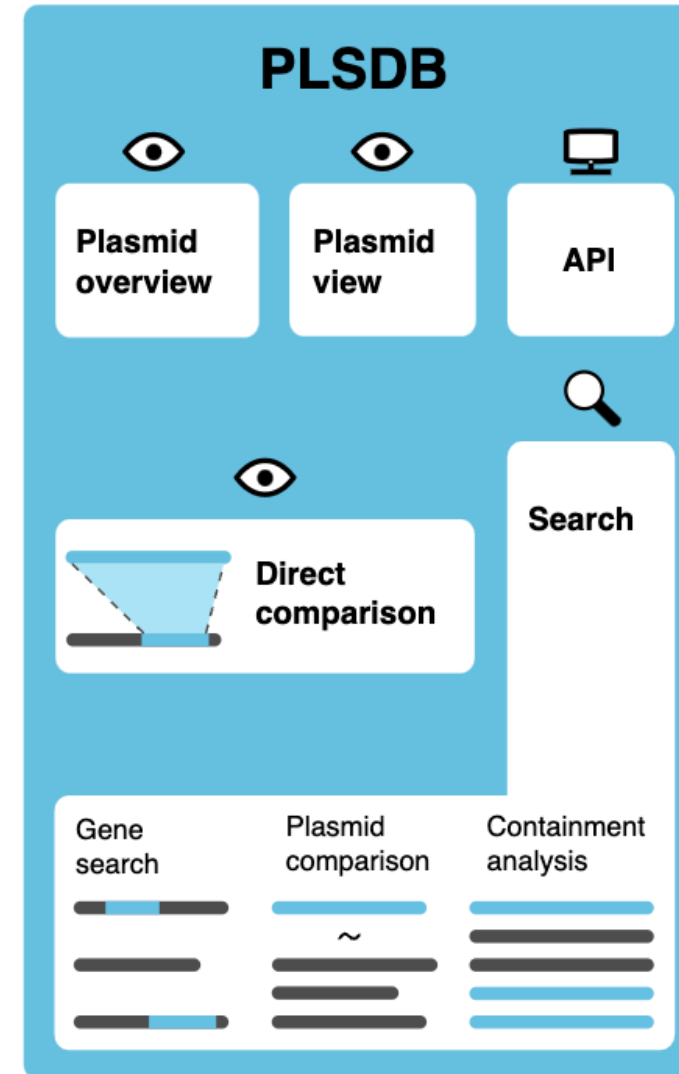 PLSDB
Plasmid
overview
Plasmid
view
API
Direct
comparison
Search
Gene
search
Plasmid
comparison
~
Containment
analysis